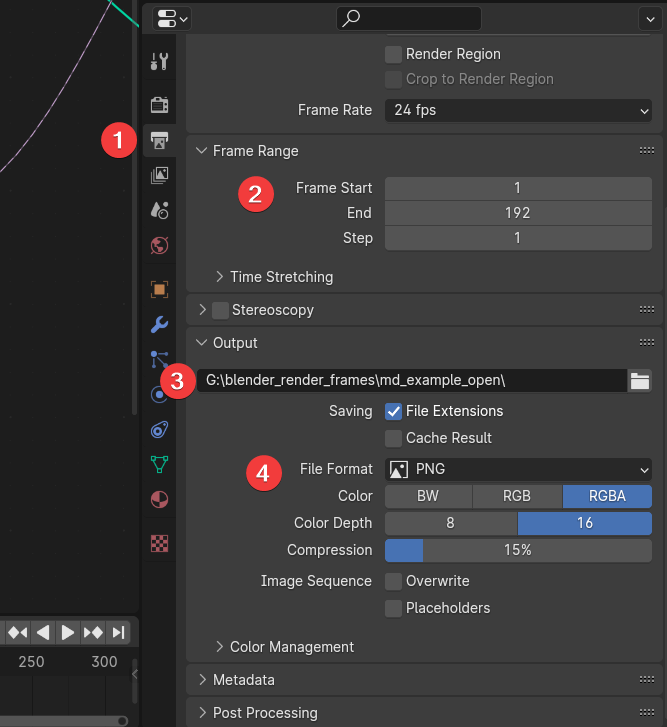 Render Region
Crop to Render Region
Frame Rate 24 fps
1
Frame Range
2
Frame Start 1
End 192
Step 1
Time Stretching
Stereoscopy
Output
3
G:\blender_render_frames\md_example_open\
Saving File Extensions
Cache Result
4
File Format PNG
Color BW RGB RGBA
Color Depth 8 16
Compression 15%
Image Sequence Overwrite
Placeholders
Color Management
250 300
Metadata
Post Processing